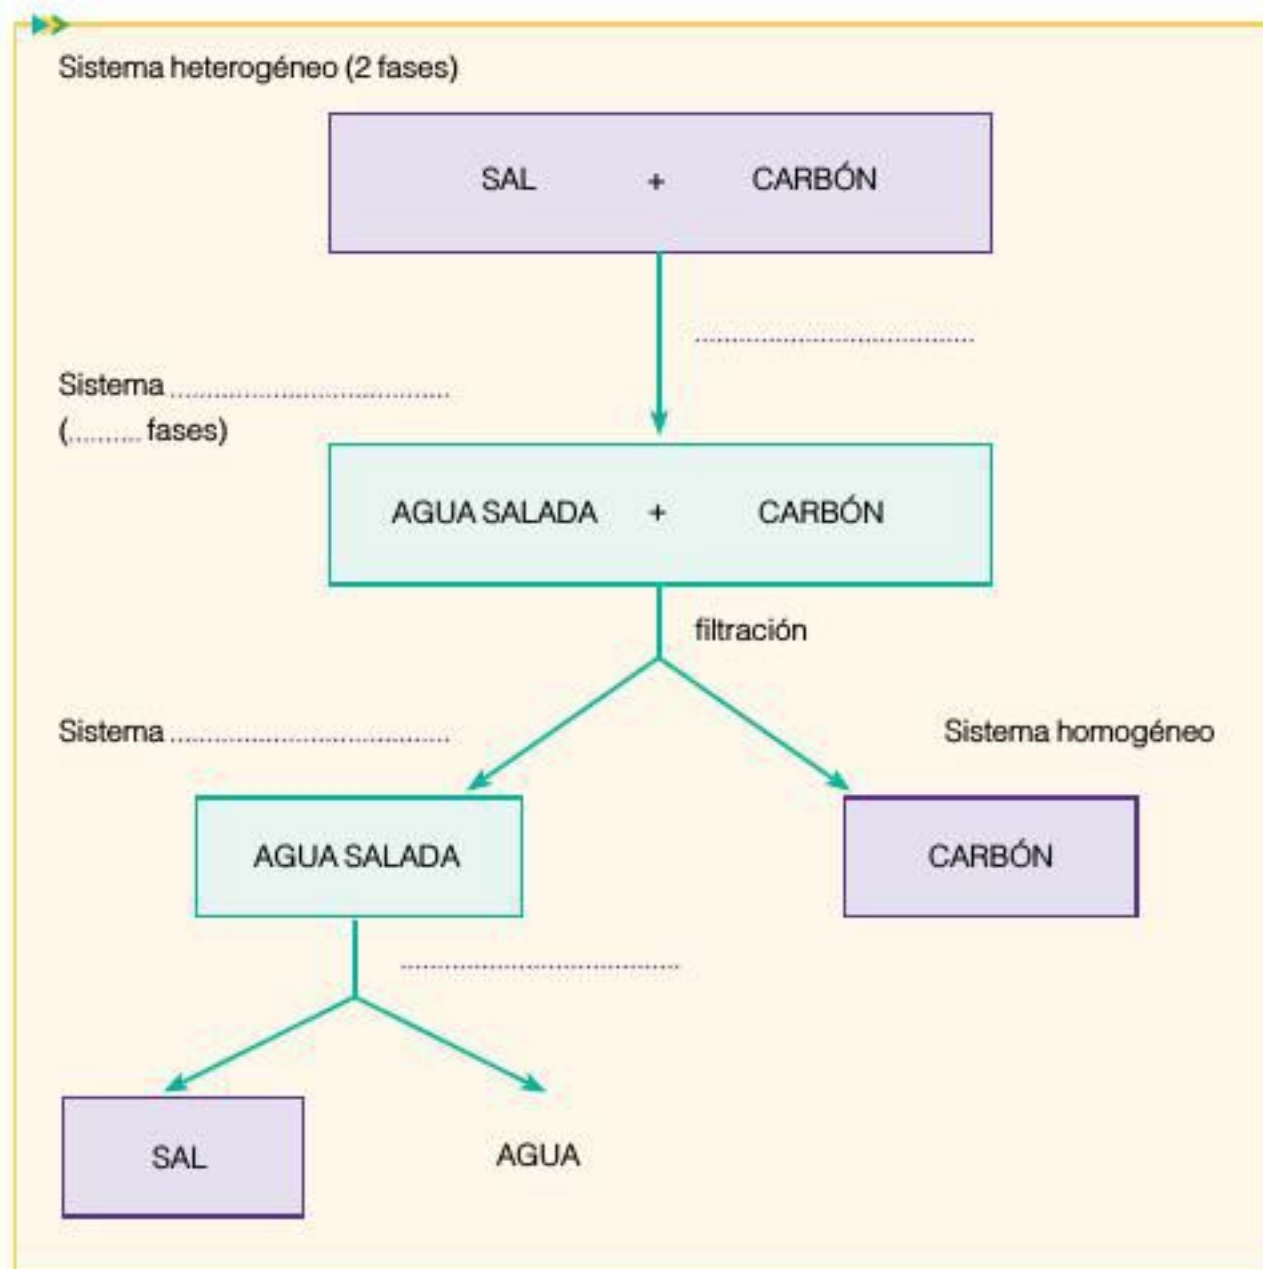 Sistema heterogéneo (2 fases)
SAL + CARBÓN
..................................
Sistema ..................................
(......... fases)
AGUA SALADA + CARBÓN
filtración
Sistema ..................................
Sistema homogéneo
AGUA SALADA
CARBÓN
..................................
SAL
AGUA